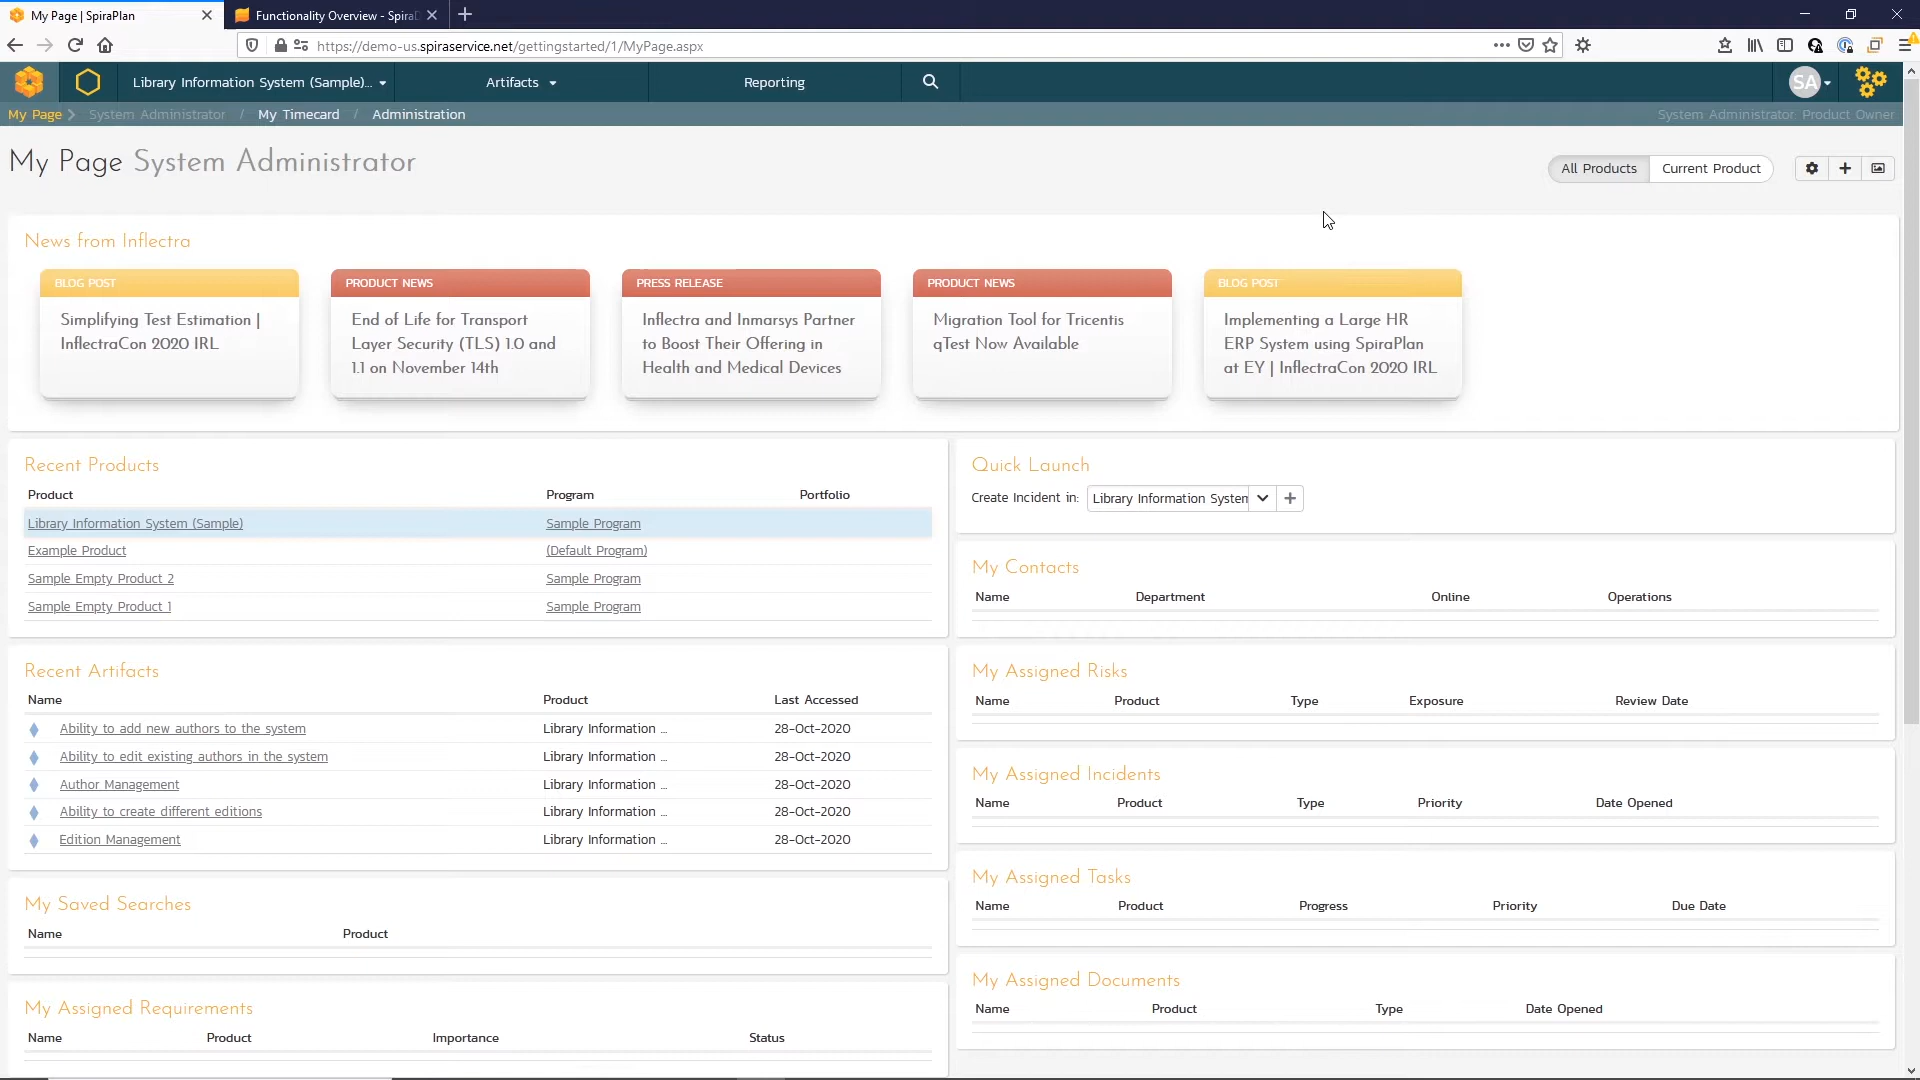 My Page | SpiraPlan
Functionality Overview - Spira
https://demo-us.spiraservice.net/gettingstarted/1/MyPage.aspx
Library Information System (Sample)...
Artifacts
Reporting
SA
My Page
System Administrator / My Timecard / Administration
System Administrator: Product Owner
My Page System Administrator
All Products
Current Product
News from Inflectra
BLOG POST
Simplifying Test Estimation |
InflectraCon 2020 IRL
PRODUCT NEWS
End of Life for Transport
Layer Security (TLS) 1.0 and
1.1 on November 14th
PRESS RELEASE
Inflectra and Inmarsys Partner
to Boost Their Offering in
Health and Medical Devices
PRODUCT NEWS
Migration Tool for Tricentis
qTest Now Available
BLOG POST
Implementing a Large HR
ERP System using SpiraPlan
at EY | InflectraCon 2020 IRL
Recent Products
Product Program Portfolio
Library Information System (Sample) Sample Program
Example Product (Default Program)
Sample Empty Product 2 Sample Program
Sample Empty Product 1 Sample Program
Recent Artifacts
Name Product Last Accessed
Ability to add new authors to the system Library Information ... 28-Oct-2020
Ability to edit existing authors in the system Library Information ... 28-Oct-2020
Author Management Library Information ... 28-Oct-2020
Ability to create different editions Library Information ... 28-Oct-2020
Edition Management Library Information ... 28-Oct-2020
My Saved Searches
Name Product
My Assigned Requirements
Name Product Importance Status
Quick Launch
Create Incident in: Library Information System
My Contacts
Name Department Online Operations
My Assigned Risks
Name Product Type Exposure Review Date
My Assigned Incidents
Name Product Type Priority Date Opened
My Assigned Tasks
Name Product Progress Priority Due Date
My Assigned Documents
Name Product Type Date Opened